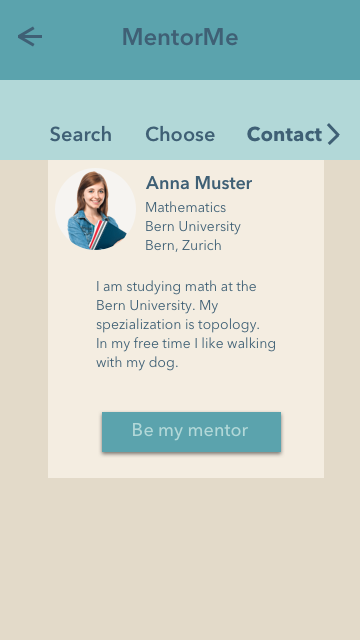 MentorMe
Search Choose Contact
Anna Muster
Mathematics
Bern University
Bern, Zurich
I am studying math at the
Bern University. My
spezialization is topology.
In my free time I like walking
with my dog.
Be my mentor